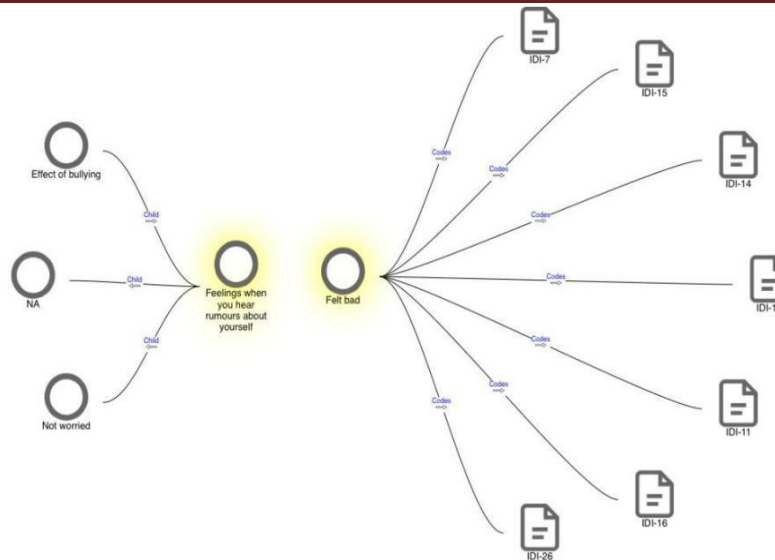 IDI-7
IDI-15
Codes
Effect of bullying
Codes
IDI-14
Child
Codes
Child
NA
Feelings when
you hear
rumours about
yourself
Felt bad
Codes
Child
Codes
Not worried
Codes
Codes
IDI-11
IDI-16
IDI-26